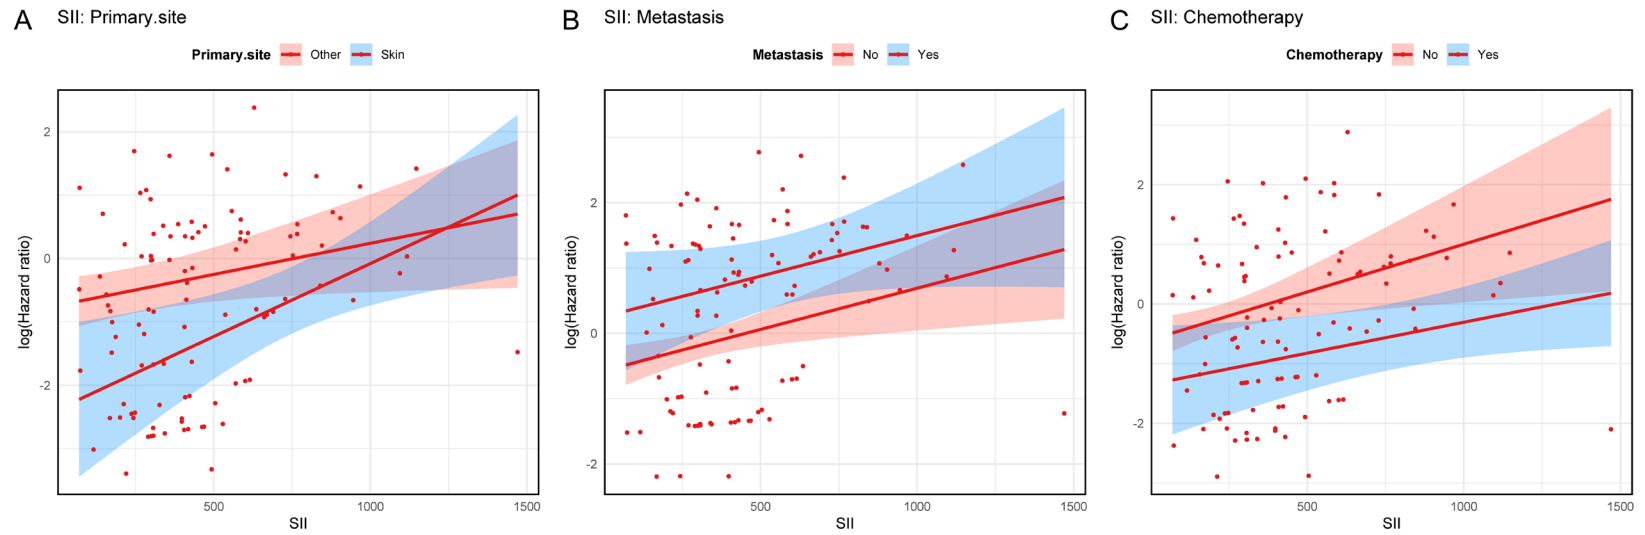 A SII: Primary.site
Primary.site Other Skin
log(Hazard ratio)
2
0
-2
500 1000 1500
SII
B SII: Metastasis
Metastasis No Yes
log(Hazard ratio)
2
0
-2
500 1000 1500
SII
C SII: Chemotherapy
Chemotherapy No Yes
log(Hazard ratio)
2
0
-2
500 1000 1500
SII